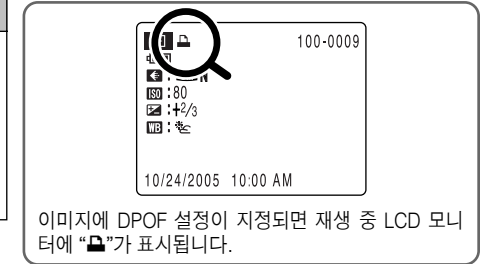 100-0009
N
ISO : 80
: +2/3
WB :
10/24/2005 10:00 AM
이미지에 DPOF 설정이 지정되면 재생 중 LCD 모니
터에 “”가 표시됩니다.